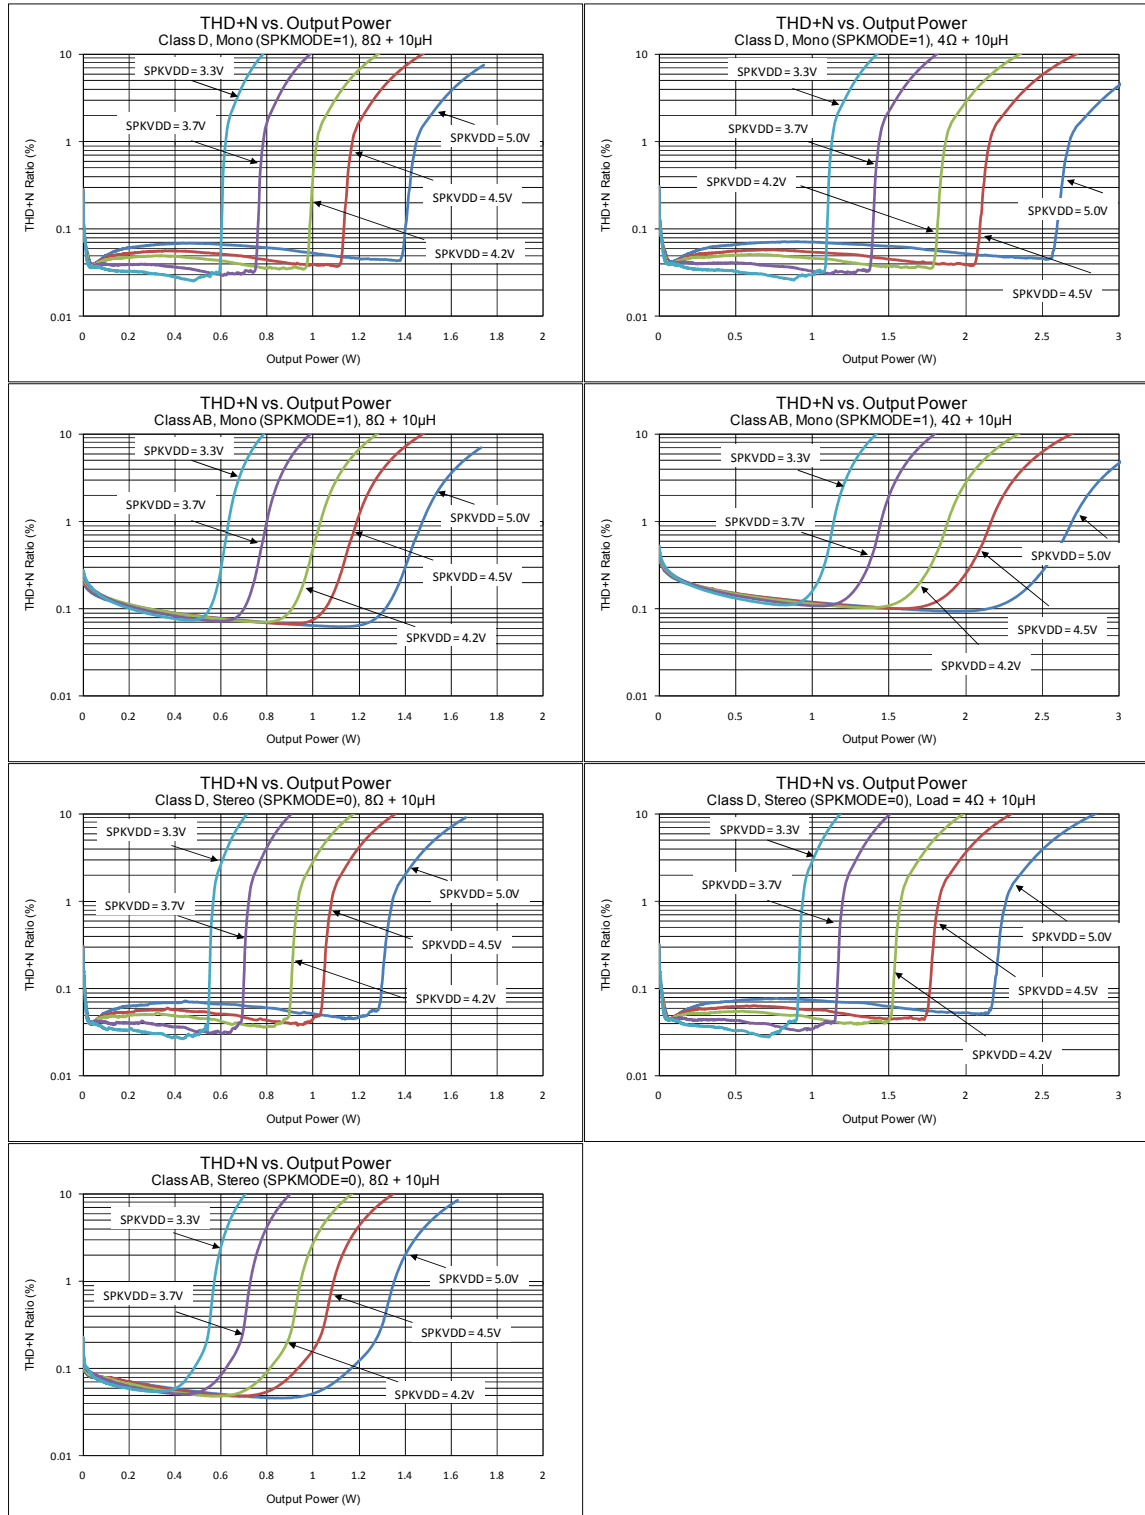 THD+N vs. Output Power
Class D, Mono (SPKMODE=1), 8Ω + 10µH
THD+N Ratio (%)
10
1
0.1
0.01
SPKVDD = 3.3V
SPKVDD = 3.7V
SPKVDD = 5.0V
SPKVDD = 4.5V
SPKVDD = 4.2V
0 0.2 0.4 0.6 0.8 1 1.2 1.4 1.6 1.8 2
Output Power (W)
THD+N vs. Output Power
Class D, Mono (SPKMODE=1), 4Ω + 10µH
THD+N Ratio (%)
10
1
0.1
0.01
SPKVDD = 3.3V
SPKVDD = 3.7V
SPKVDD = 4.2V
SPKVDD = 5.0V
SPKVDD = 4.5V
0 0.5 1 1.5 2 2.5 3
Output Power (W)
THD+N vs. Output Power
Class AB, Mono (SPKMODE=1), 8Ω + 10µH
THD+N Ratio (%)
10
1
0.1
0.01
SPKVDD = 3.3V
SPKVDD = 3.7V
SPKVDD = 5.0V
SPKVDD = 4.5V
SPKVDD = 4.2V
0 0.2 0.4 0.6 0.8 1 1.2 1.4 1.6 1.8 2
Output Power (W)
THD+N vs. Output Power
Class AB, Mono (SPKMODE=1), 4Ω + 10µH
THD+N Ratio (%)
10
1
0.1
0.01
SPKVDD = 3.3V
SPKVDD = 3.7V
SPKVDD = 5.0V
SPKVDD = 4.5V
SPKVDD = 4.2V
0 0.5 1 1.5 2 2.5 3
Output Power (W)
THD+N vs. Output Power
Class D, Stereo (SPKMODE=0), 8Ω + 10µH
THD+N Ratio (%)
10
1
0.1
0.01
SPKVDD = 3.3V
SPKVDD = 5.0V
SPKVDD = 3.7V
SPKVDD = 4.5V
SPKVDD = 4.2V
0 0.2 0.4 0.6 0.8 1 1.2 1.4 1.6 1.8 2
Output Power (W)
THD+N vs. Output Power
Class D, Stereo (SPKMODE=0), Load = 4Ω + 10µH
THD+N Ratio (%)
10
1
0.1
0.01
SPKVDD = 3.3V
SPKVDD = 3.7V
SPKVDD = 5.0V
SPKVDD = 4.5V
SPKVDD = 4.2V
0 0.5 1 1.5 2 2.5 3
Output Power (W)
THD+N vs. Output Power
Class AB, Stereo (SPKMODE=0), 8Ω + 10µH
THD+N Ratio (%)
10
1
0.1
0.01
SPKVDD = 3.3V
SPKVDD = 5.0V
SPKVDD = 3.7V
SPKVDD = 4.5V
SPKVDD = 4.2V
0 0.2 0.4 0.6 0.8 1 1.2 1.4 1.6 1.8 2
Output Power (W)